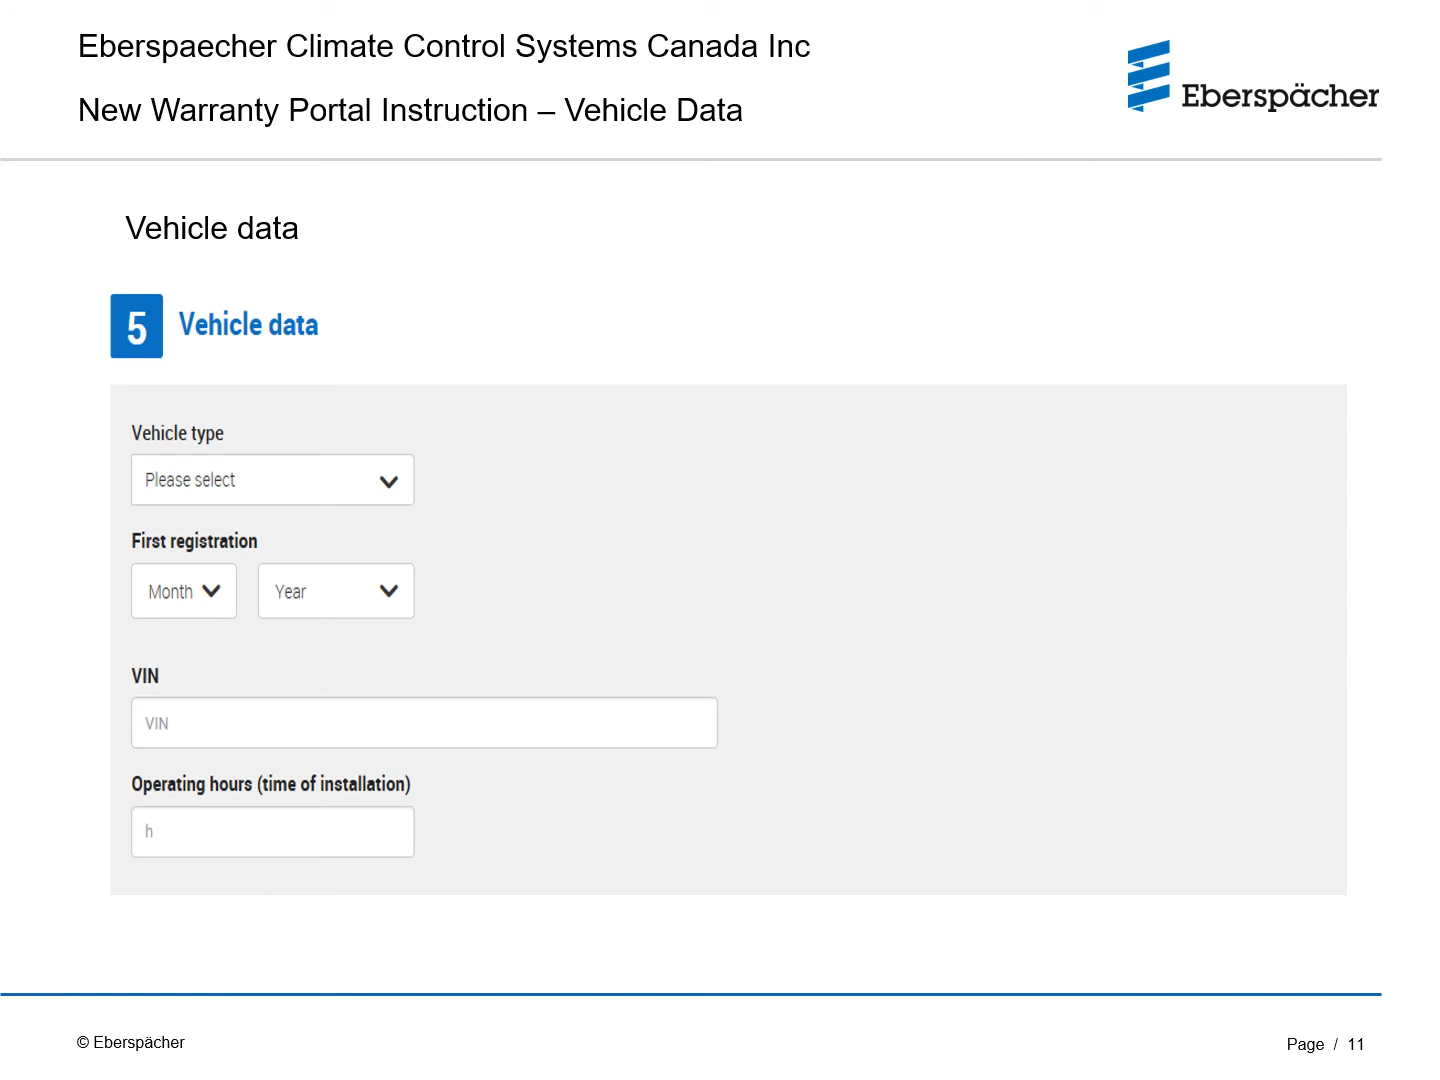 Eberspaecher Climate Control Systems Canada Inc
New Warranty Portal Instruction – Vehicle Data
Eberspächer
Vehicle data
5 Vehicle data
Vehicle type
Please select
First registration
Month Year
VIN
VIN
Operating hours (time of installation)
h
© Eberspächer
Page / 11